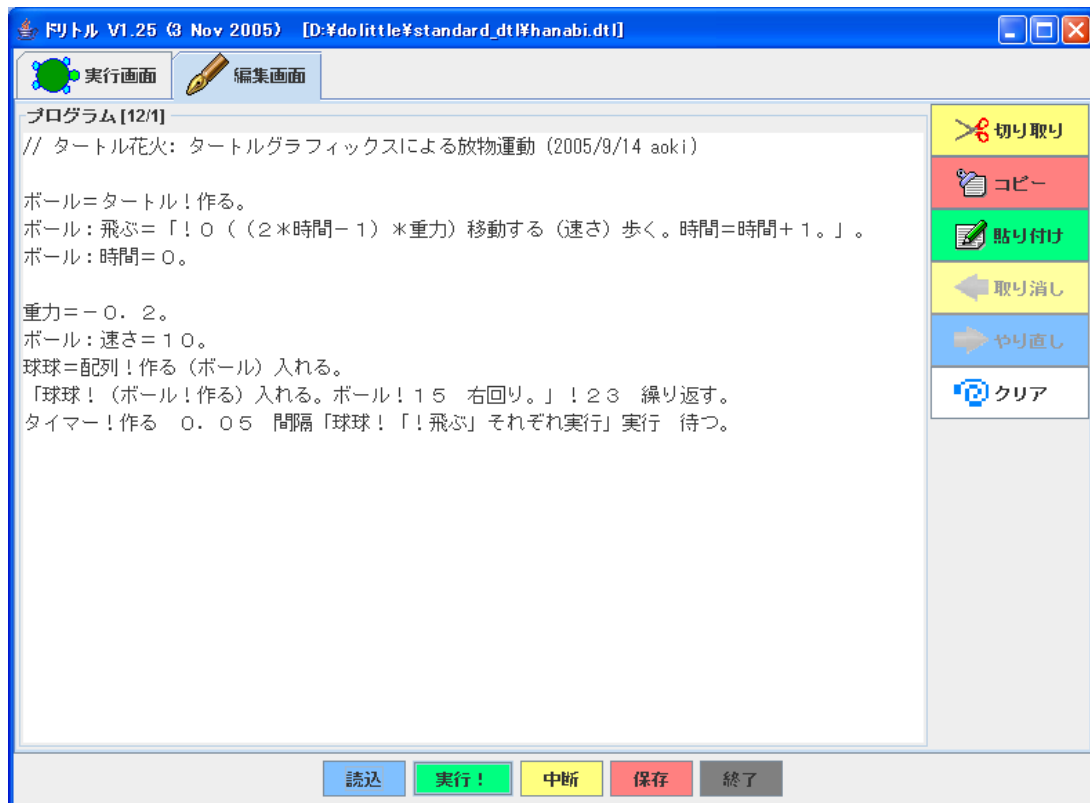 ドリトル V1.25 (3 Nov 2005) [D:¥dolittle¥standard_dtl¥hanabi.dtl]
実行画面 編集画面
プログラム [12/1]
// タートル花火: タートルグラフィックスによる放物運動 (2005/9/14 aoki)
ボール＝タートル！作る。
ボール：飛ぶ＝「！０（（２＊時間－１）＊重力）移動する（速さ）歩く。時間＝時間＋１。」。
ボール：時間＝０。
重力＝－０．２。
ボール：速さ＝１０。
球球＝配列！作る（ボール）入れる。
「球球！（ボール！作る）入れる。ボール！１５　右回り。」！２３　繰り返す。
タイマー！作る　０．０５　間隔「球球！「！飛ぶ」それぞれ実行」実行　待つ。
切り取り
コピー
貼り付け
取り消し
やり直し
クリア
読込 実行！ 中断 保存 終了